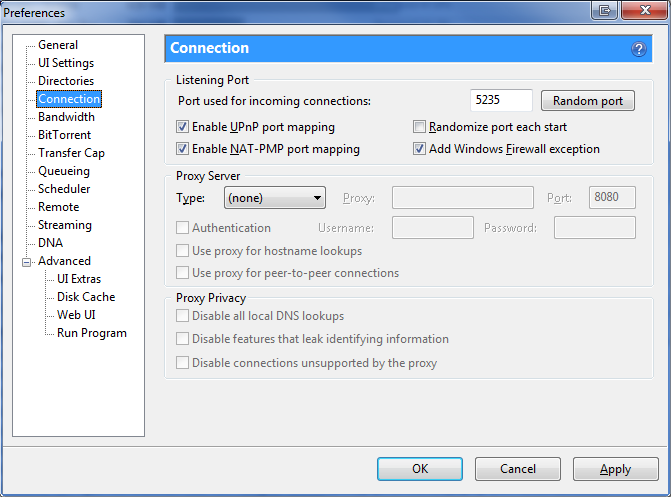 Preferences
General
UI Settings
Directories
Connection
Bandwidth
BitTorrent
Transfer Cap
Queueing
Scheduler
Remote
Streaming
DNA
Advanced
UI Extras
Disk Cache
Web UI
Run Program
Connection
?
Listening Port
Port used for incoming connections: 5235 Random port
Enable UPnP port mapping Randomize port each start
Enable NAT-PMP port mapping Add Windows Firewall exception
Proxy Server
Type: (none) Proxy: Port: 8080
Authentication Username: Password:
Use proxy for hostname lookups
Use proxy for peer-to-peer connections
Proxy Privacy
Disable all local DNS lookups
Disable features that leak identifying information
Disable connections unsupported by the proxy
OK Cancel Apply